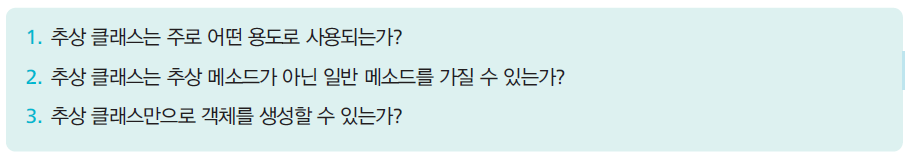 1. 추상 클래스는 주로 어떤 용도로 사용되는가?
2. 추상 클래스는 추상 메소드가 아닌 일반 메소드를 가질 수 있는가?
3. 추상 클래스만으로 객체를 생성할 수 있는가?